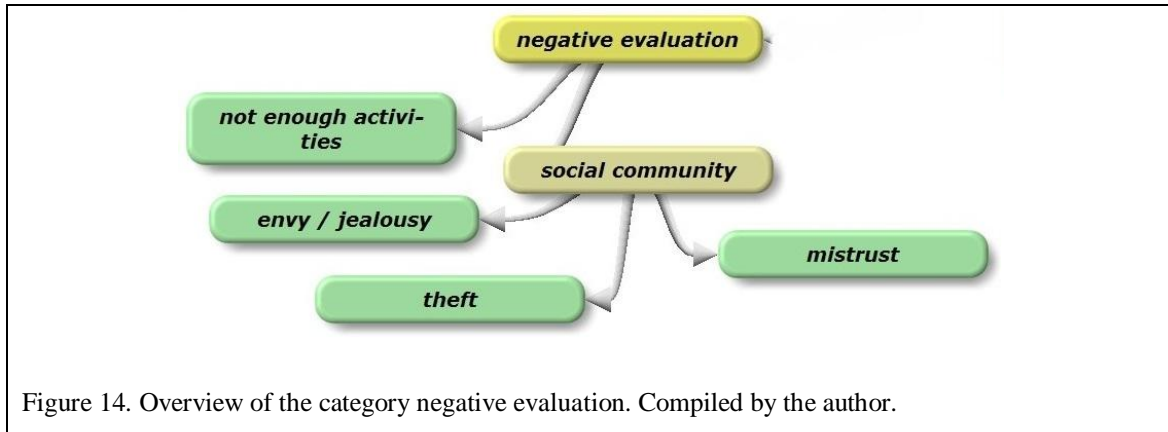 negative evaluation
not enough activi-
ties
social community
envy / jealousy
mistrust
theft
Figure 14. Overview of the category negative evaluation. Compiled by the author.